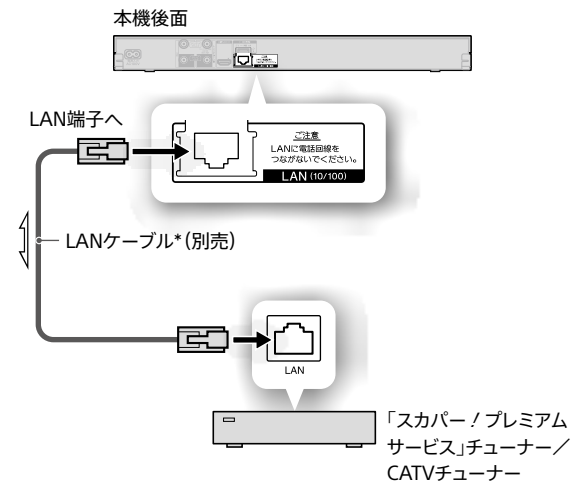 本機後面
LAN端子へ
ご注意
LANに電話回線を
つながないでください。
LAN (10/100)
LANケーブル*(別売)
LAN
「スカパー！プレミアム
サービス」チューナー／
CATVチューナー